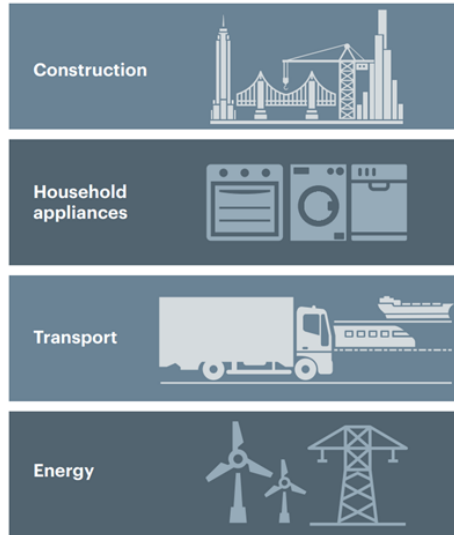 Construction
Household
appliances
Transport
Energy